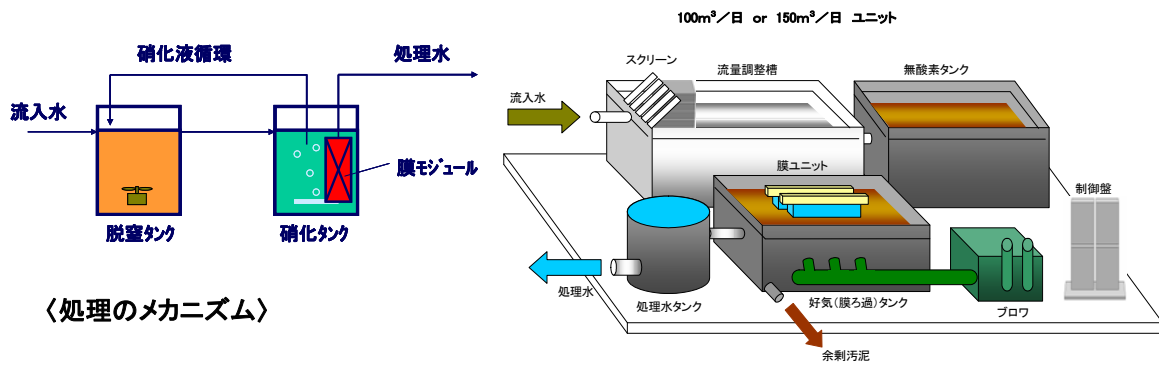 100m³／日 or 150m³／日 ユニット
硝化液循環
処理水
流入水
膜モジュール
脱窒タンク
硝化タンク
〈処理のメカニズム〉
スクリーン
流量調整槽
無酸素タンク
流入水
膜ユニット
制御盤
処理水
処理水タンク
好気（膜ろ過）タンク
ブロワ
余剰汚泥